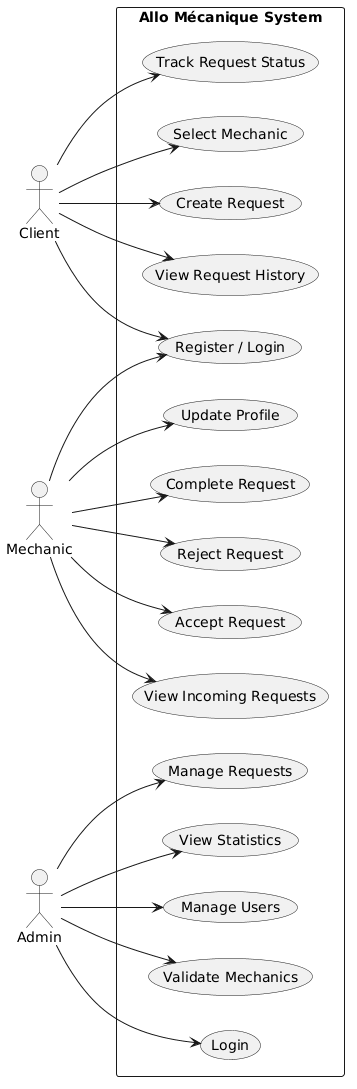 Allo Mécanique System
Track Request Status
Select Mechanic
Create Request
Client
View Request History
Register / Login
Update Profile
Complete Request
Mechanic
Reject Request
Accept Request
View Incoming Requests
Manage Requests
View Statistics
Manage Users
Admin
Validate Mechanics
Login